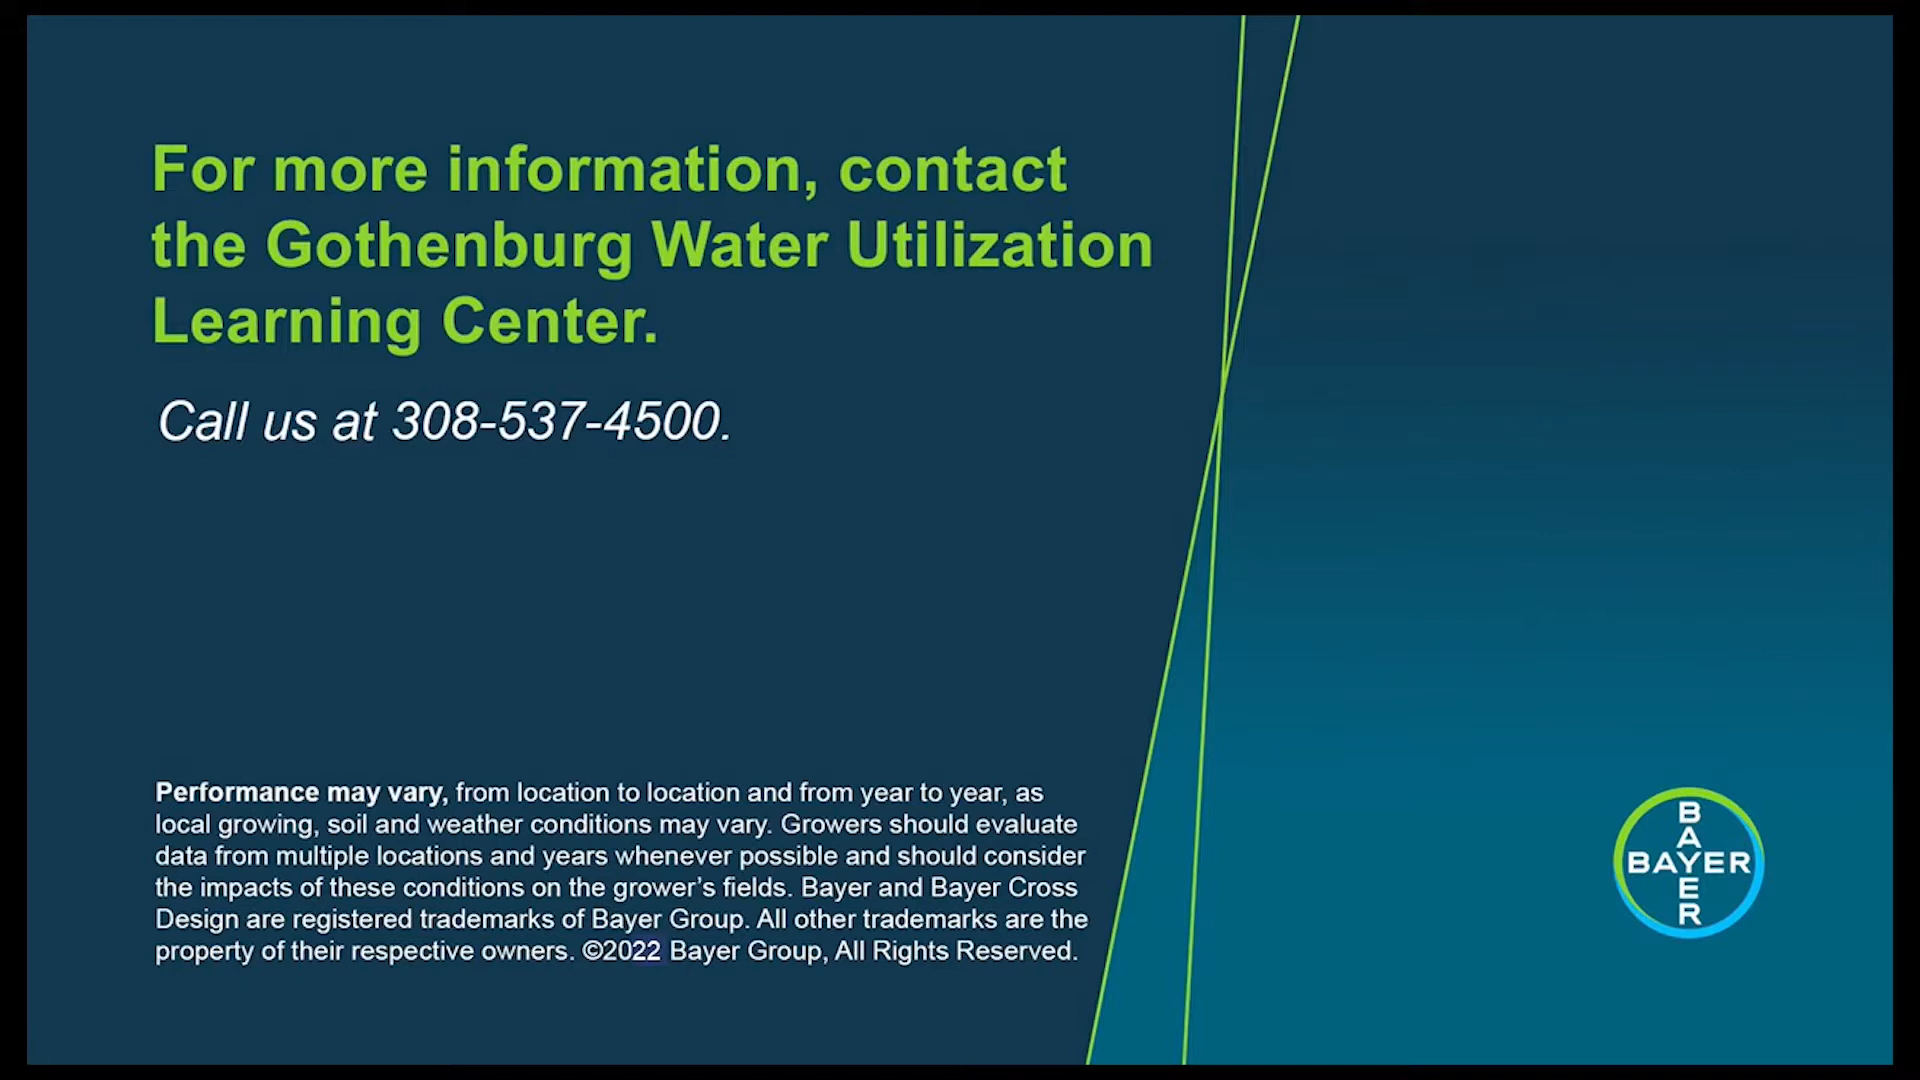 For more information, contact
the Gothenburg Water Utilization
Learning Center.
Call us at 308-537-4500.
Performance may vary, from location to location and from year to year, as
local growing, soil and weather conditions may vary. Growers should evaluate
data from multiple locations and years whenever possible and should consider
the impacts of these conditions on the grower’s fields. Bayer and Bayer Cross
Design are registered trademarks of Bayer Group. All other trademarks are the
property of their respective owners. ©2022 Bayer Group, All Rights Reserved.
BAYER
BAYER